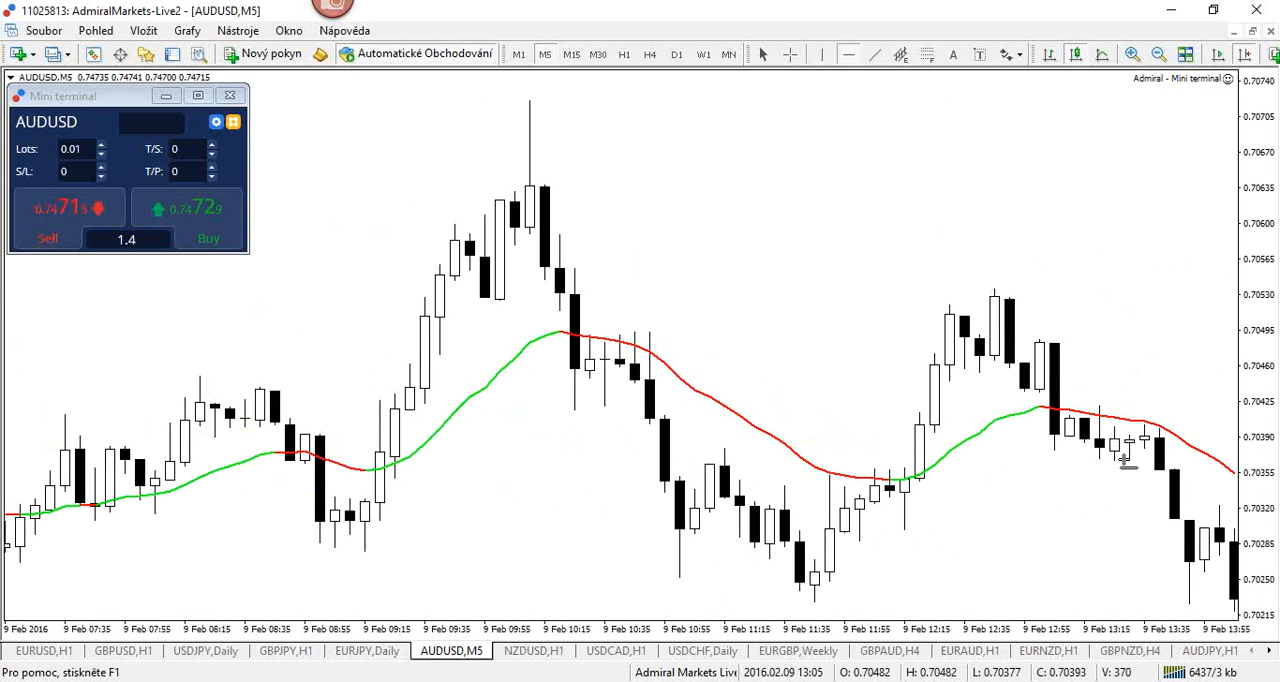 11025813: AdmiralMarkets-Live2 - [AUDUSD,M5]
Soubor Pohled Vložit Grafy Nástroje Okno Nápověda
Nový pokyn Automatické Obchodování M1 M5 M15 M30 H1 H4 D1 W1 MN A T
AUDUSD,M5 0.74735 0.74741 0.74700 0.74715
Admiral - Mini terminal
Mini terminal
AUDUSD
Lots: 0.01 T/S: 0
S/L: 0 T/P: 0
0.74715 0.74729
Sell 1.4 Buy
0.70740
0.70705
0.70670
0.70635
0.70600
0.70565
0.70530
0.70495
0.70460
0.70425
0.70390
0.70355
0.70320
0.70285
0.70250
0.70215
9 Feb 2016 9 Feb 07:35 9 Feb 07:55 9 Feb 08:15 9 Feb 08:35 9 Feb 08:55 9 Feb 09:15 9 Feb 09:35 9 Feb 09:55 9 Feb 10:15 9 Feb 10:35 9 Feb 10:55 9 Feb 11:15 9 Feb 11:35 9 Feb 11:55 9 Feb 12:15 9 Feb 12:35 9 Feb 12:55 9 Feb 13:15 9 Feb 13:35 9 Feb 13:55
EURUSD,H1 GBPUSD,H1 USDJPY,Daily GBPJPY,H1 EURJPY,Daily AUDUSD,M5 NZDUSD,H1 USDCAD,H1 USDCHF,Daily EURGBP,Weekly GBPAUD,H4 EURAUD,H1 EURNZD,H1 GBPNZD,H4 AUDJPY,H1
Pro pomoc, stiskněte F1 Admiral Markets Live 2016.02.09 13:05 O: 0.70482 H: 0.70482 L: 0.70377 C: 0.70393 V: 370 6437/3 kb